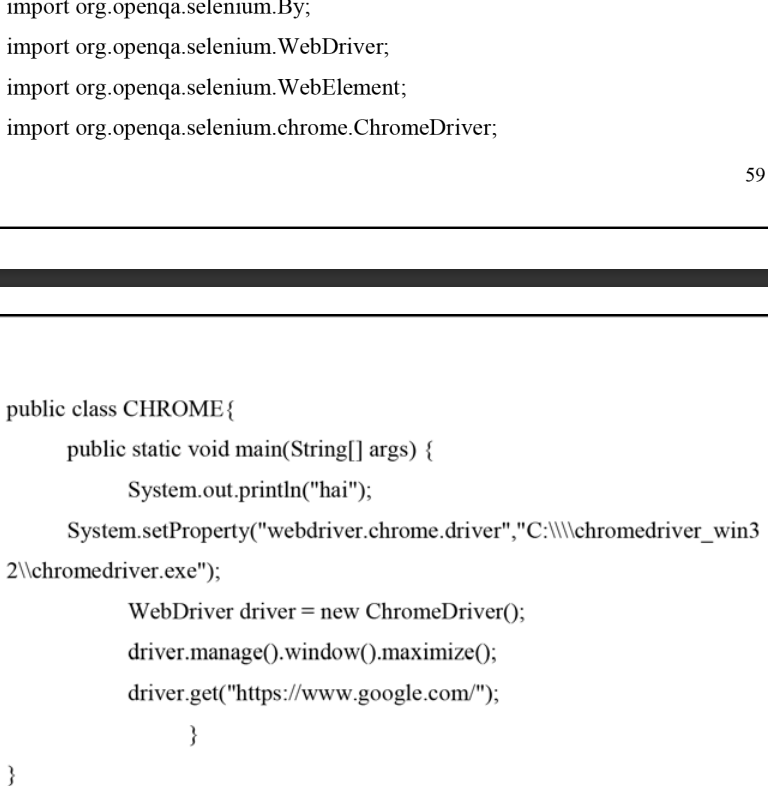 import org.openqa.selenium.By;
import org.openqa.selenium.WebDriver;
import org.openqa.selenium.WebElement;
import org.openqa.selenium.chrome.ChromeDriver;
59
public class CHROME{
public static void main(String[] args) {
System.out.println("hai");
System.setProperty("webdriver.chrome.driver","C:\\\\chromedriver_win3
2\\chromedriver.exe");
WebDriver driver = new ChromeDriver();
driver.manage().window().maximize();
driver.get("https://www.google.com/");
}
}